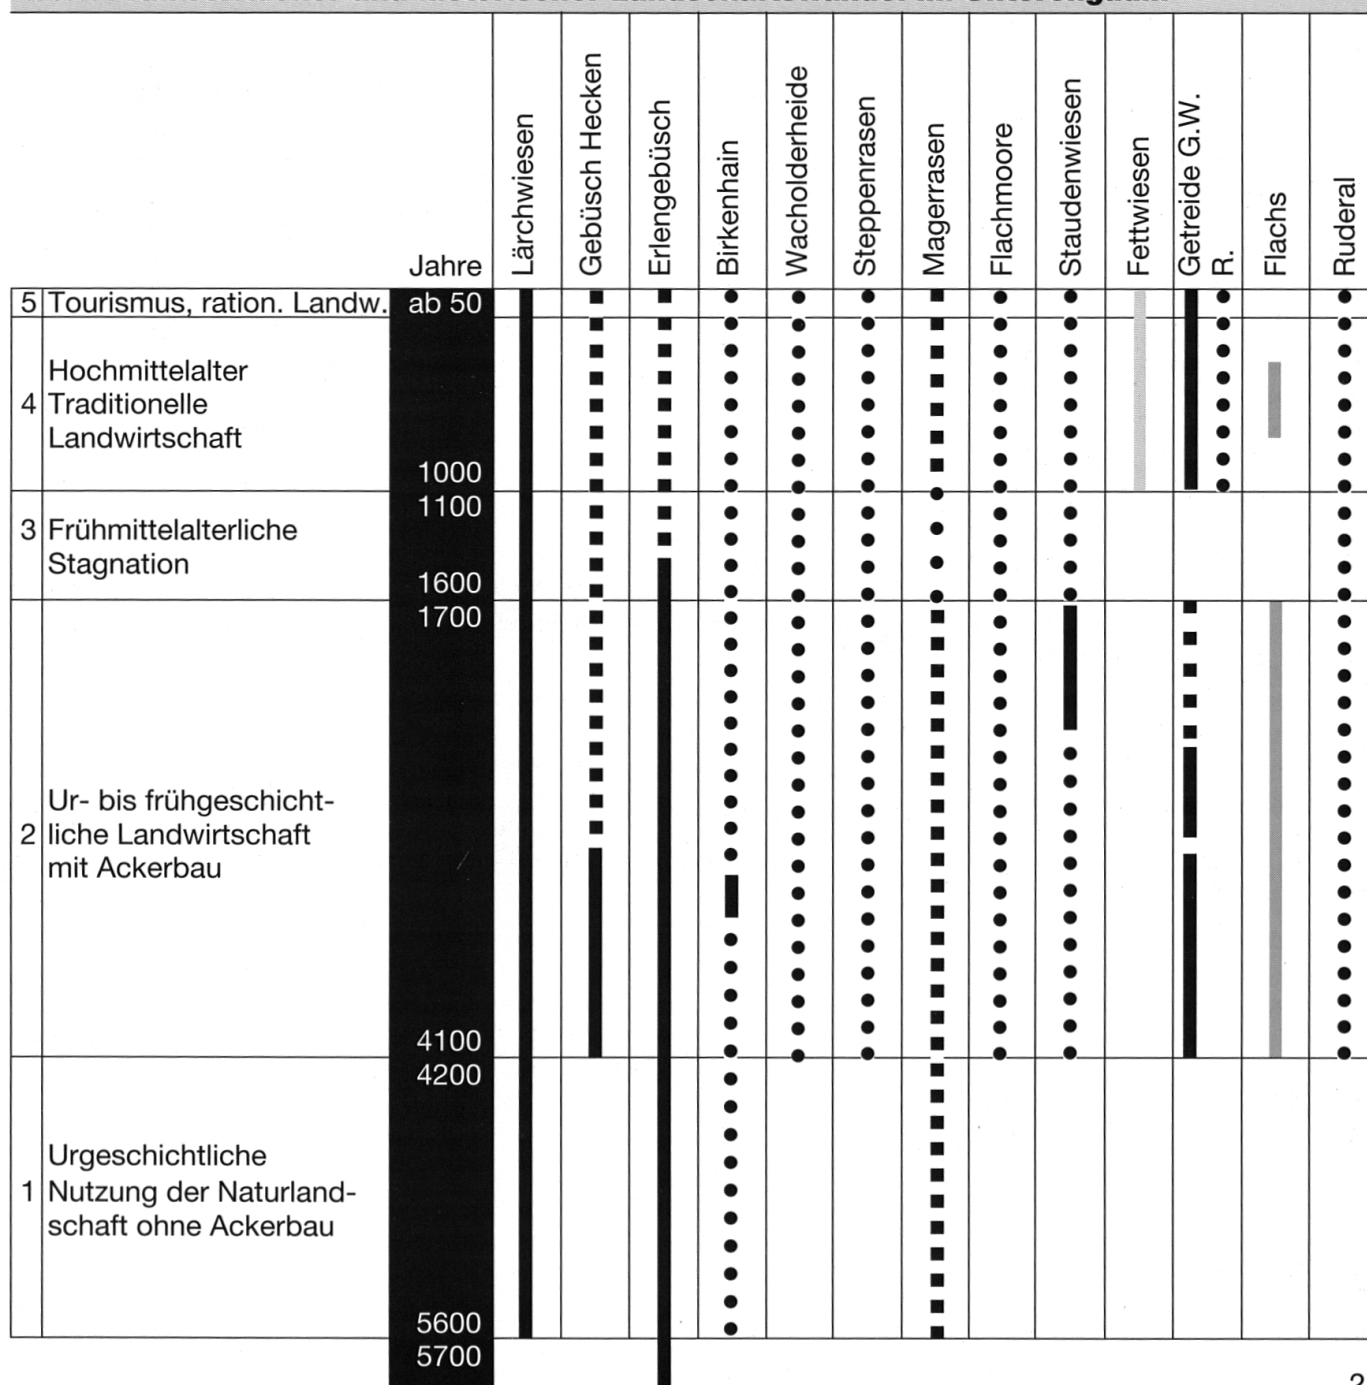 Jahre
Lärchwiesen
Gebüsch Hecken
Erlengebüsch
Birkenhain
Wacholderheide
Steppenrasen
Magerrasen
Flachmoore
Staudenwiesen
Fettwiesen
Getreide G.W.
R.
Flachs
Ruderal
5 Tourismus, ration. Landw. ab 50
Hochmittelalter
4 Traditionelle
Landwirtschaft
1000
1100
3 Frühmittelalterliche
Stagnation
1600
1700
Ur- bis frühgeschicht-
2 liche Landwirtschaft
mit Ackerbau
4100
4200
Urgeschichtliche
1 Nutzung der Naturland-
schaft ohne Ackerbau
5600
5700